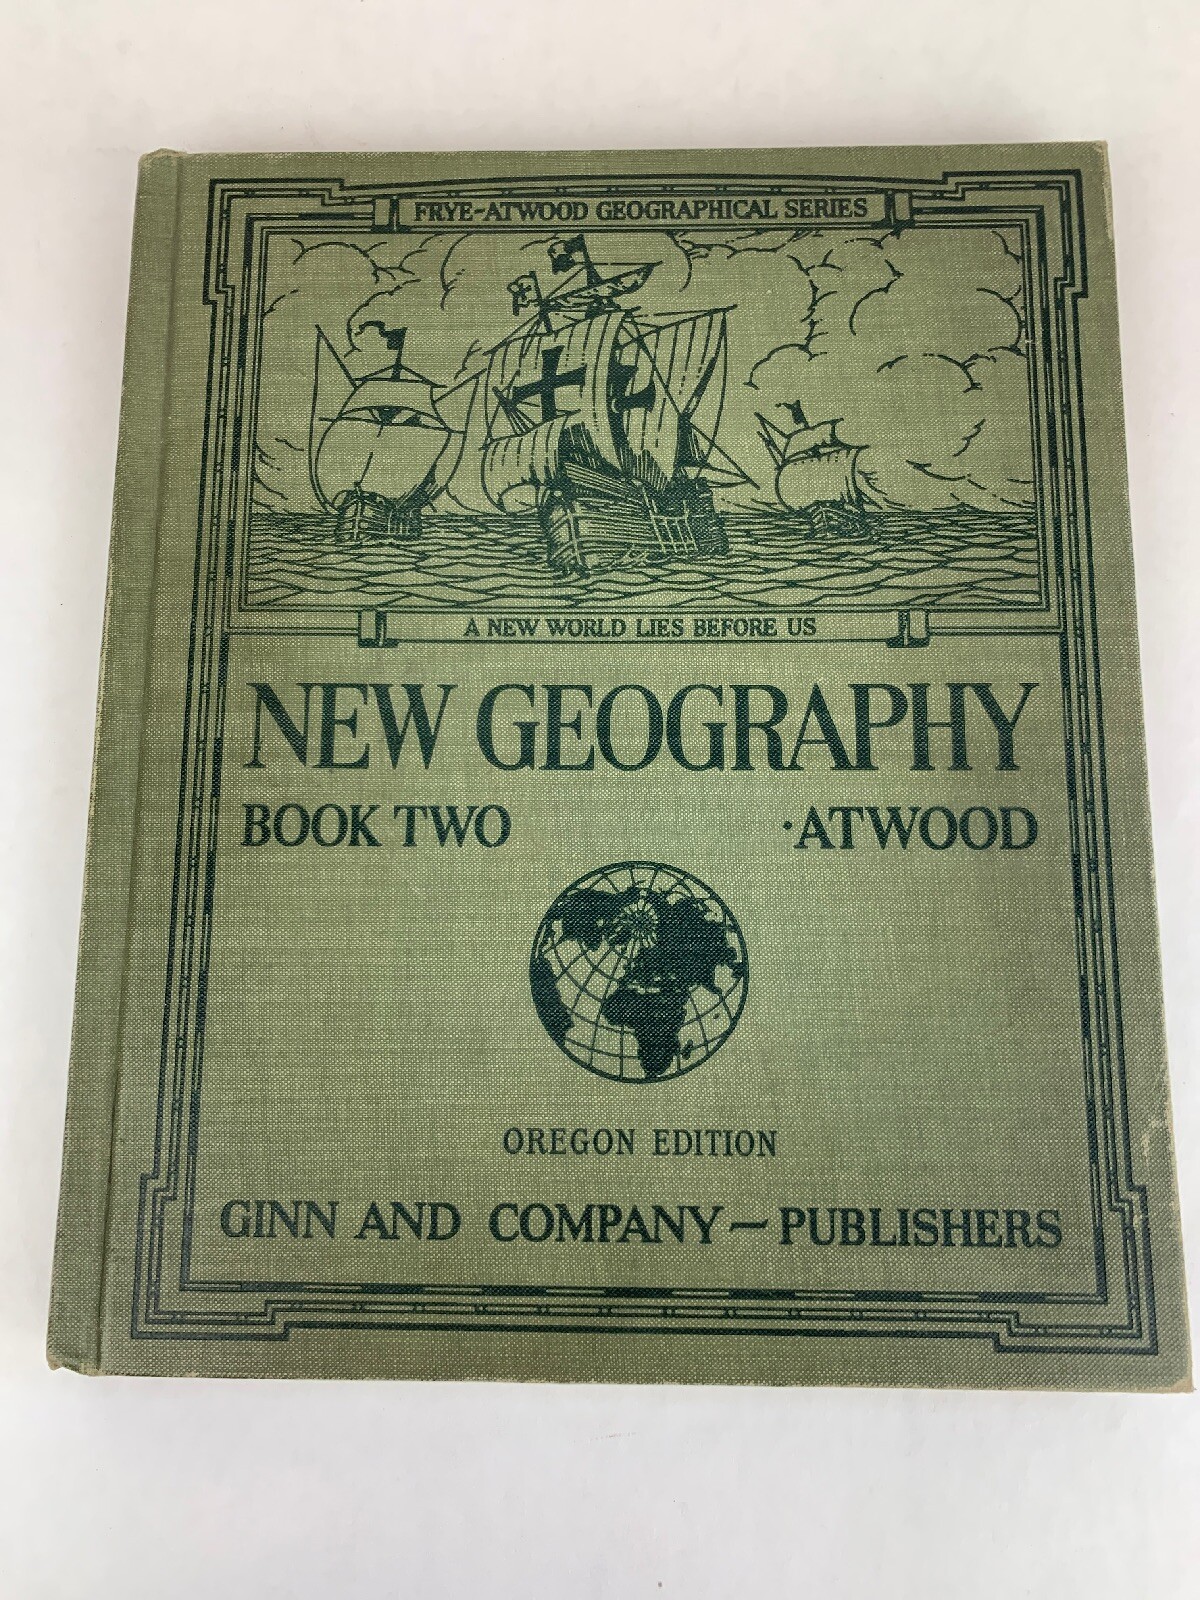 FRYE-ATWOOD GEOGRAPHICAL SERIES
A NEW WORLD LIES BEFORE US
NEW GEOGRAPHY
BOOK TWO ·ATWOOD
OREGON EDITION
GINN AND COMPANY — PUBLISHERS